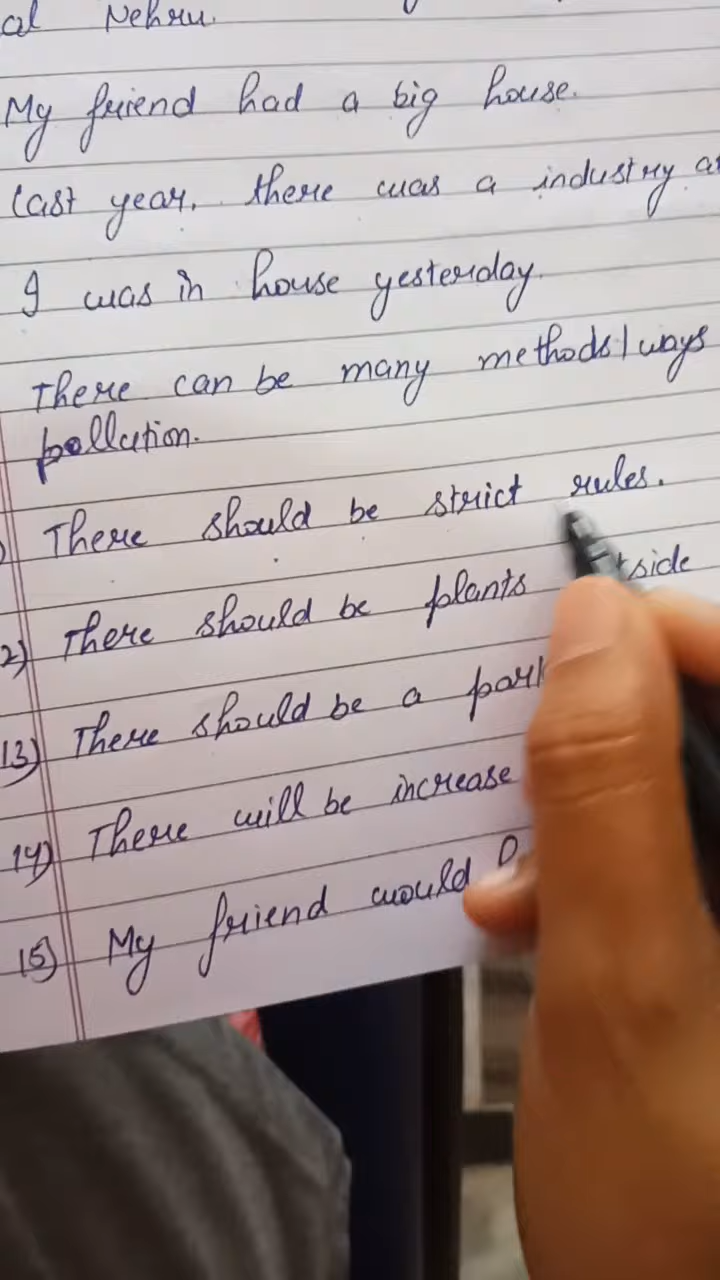 al Nehru.
My friend had a big house.
last year, there was a industry
I was in house yesterday.
There can be many methods/ways
pollution.
There should be strict rules.
2) There should be plants
13) There should be a
14) There will be increase
15) My friend would